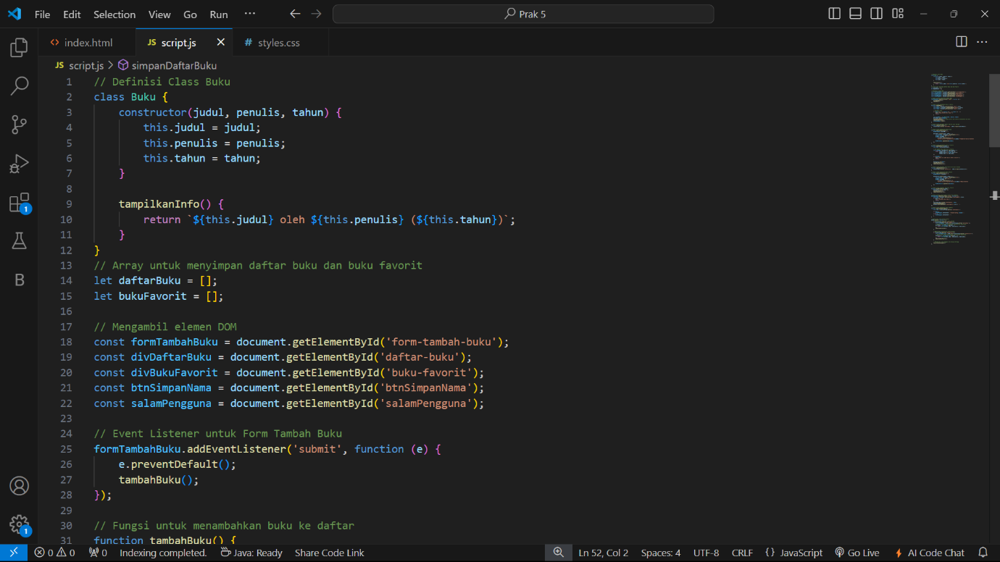 File Edit Selection View Go Run ··· Prak 5
index.html JS script.js # styles.css
JS script.js > simpanDaftarBuku
1 // Definisi Class Buku
2 class Buku {
3 constructor(judul, penulis, tahun) {
4 this.judul = judul;
5 this.penulis = penulis;
6 this.tahun = tahun;
7 }
8
9 tampilkanInfo() {
10 return `${this.judul} oleh ${this.penulis} (${this.tahun})`;
11 }
12 }
13 // Array untuk menyimpan daftar buku dan buku favorit
14 let daftarBuku = [];
15 let bukuFavorit = [];
16
17 // Mengambil elemen DOM
18 const formTambahBuku = document.getElementById('form-tambah-buku');
19 const divDaftarBuku = document.getElementById('daftar-buku');
20 const divBukuFavorit = document.getElementById('buku-favorit');
21 const btnSimpanNama = document.getElementById('btnSimpanNama');
22 const salamPengguna = document.getElementById('salamPengguna');
23
24 // Event Listener untuk Form Tambah Buku
25 formTambahBuku.addEventListener('submit', function (e) {
26 e.preventDefault();
27 tambahBuku();
28 });
29
30 // Fungsi untuk menambahkan buku ke daftar
31 function tambahBuku() {
1
B
1
0 0 0 Indexing completed. Java: Ready Share Code Link Ln 52, Col 2 Spaces: 4 UTF-8 CRLF {} JavaScript Go Live AI Code Chat